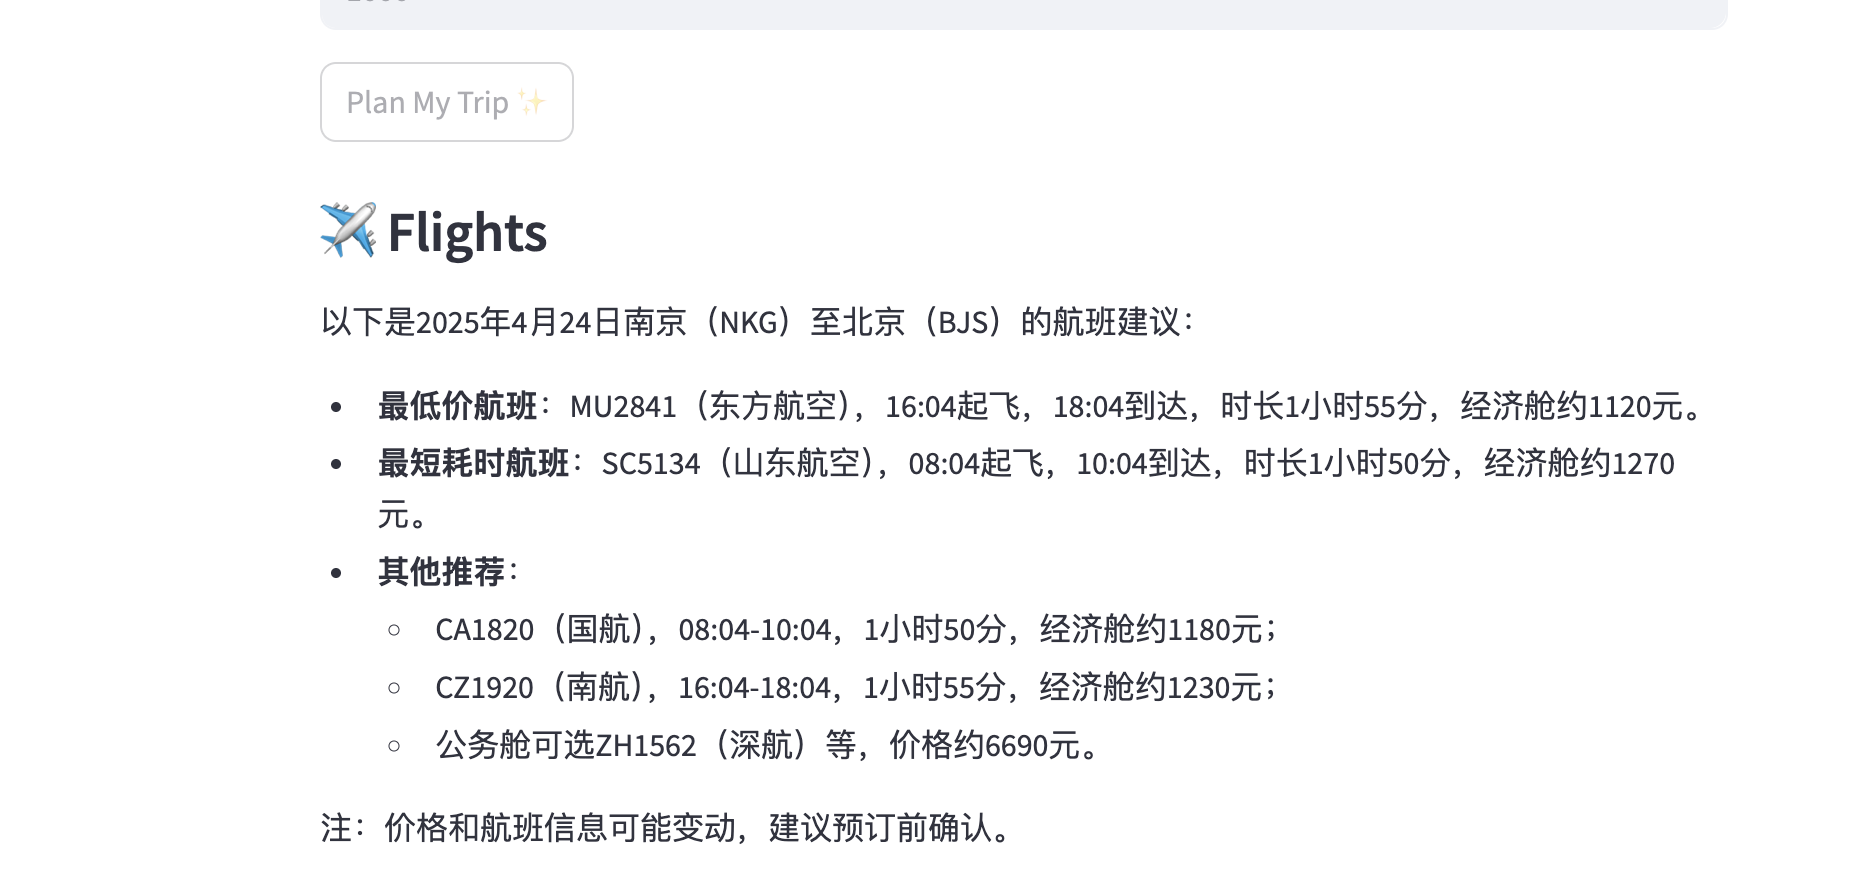 Plan My Trip ✨
✈️ Flights
以下是2025年4月24日南京（NKG）至北京（BJS）的航班建议：
• 最低价航班：MU2841（东方航空），16:04起飞，18:04到达，时长1小时55分，经济舱约1120元。
• 最短耗时航班：SC5134（山东航空），08:04起飞，10:04到达，时长1小时50分，经济舱约1270
元。
• 其他推荐：
◦ CA1820（国航），08:04-10:04，1小时50分，经济舱约1180元；
◦ CZ1920（南航），16:04-18:04，1小时55分，经济舱约1230元；
◦ 公务舱可选ZH1562（深航）等，价格约6690元。
注：价格和航班信息可能变动，建议预订前确认。